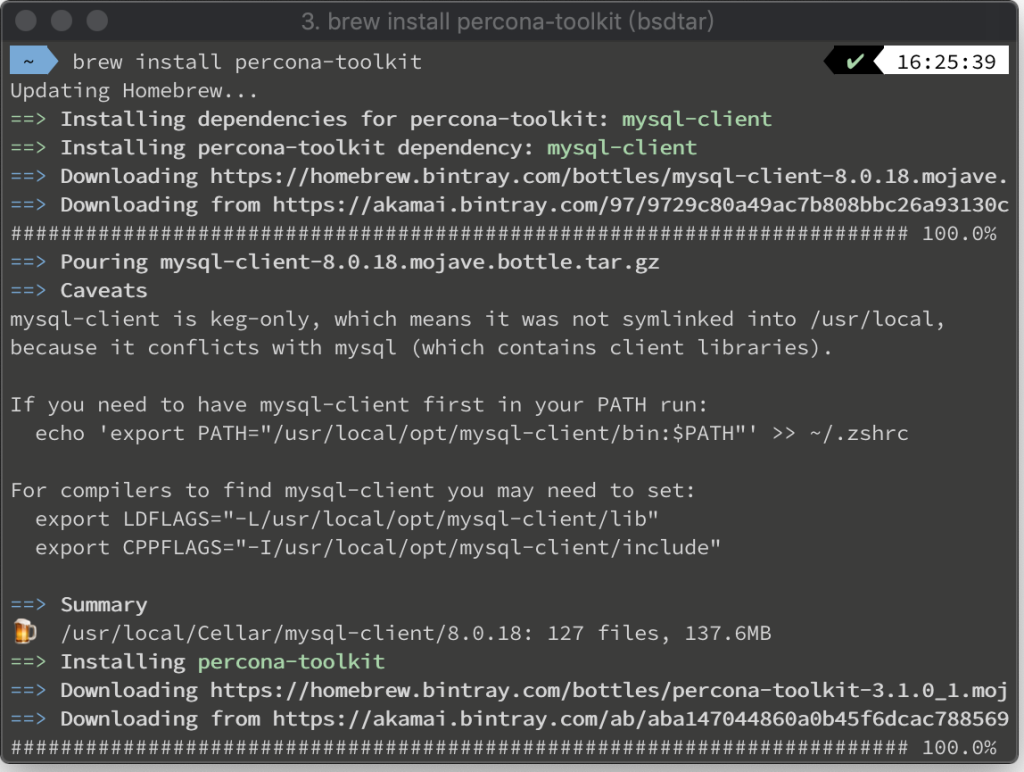 3. brew install percona-toolkit (bsdtar)
~ brew install percona-toolkit ✔ 16:25:39
Updating Homebrew...
==> Installing dependencies for percona-toolkit: mysql-client
==> Installing percona-toolkit dependency: mysql-client
==> Downloading https://homebrew.bintray.com/bottles/mysql-client-8.0.18.mojave.
==> Downloading from https://akamai.bintray.com/97/9729c80a49ac7b808bbc26a93130c
######################################################################## 100.0%
==> Pouring mysql-client-8.0.18.mojave.bottle.tar.gz
==> Caveats
mysql-client is keg-only, which means it was not symlinked into /usr/local,
because it conflicts with mysql (which contains client libraries).
If you need to have mysql-client first in your PATH run:
echo 'export PATH="/usr/local/opt/mysql-client/bin:$PATH"' >> ~/.zshrc
For compilers to find mysql-client you may need to set:
export LDFLAGS="-L/usr/local/opt/mysql-client/lib"
export CPPFLAGS="-I/usr/local/opt/mysql-client/include"
==> Summary
🍺 /usr/local/Cellar/mysql-client/8.0.18: 127 files, 137.6MB
==> Installing percona-toolkit
==> Downloading https://homebrew.bintray.com/bottles/percona-toolkit-3.1.0_1.moj
==> Downloading from https://akamai.bintray.com/ab/aba147044860a0b45f6dcac788569
######################################################################## 100.0%